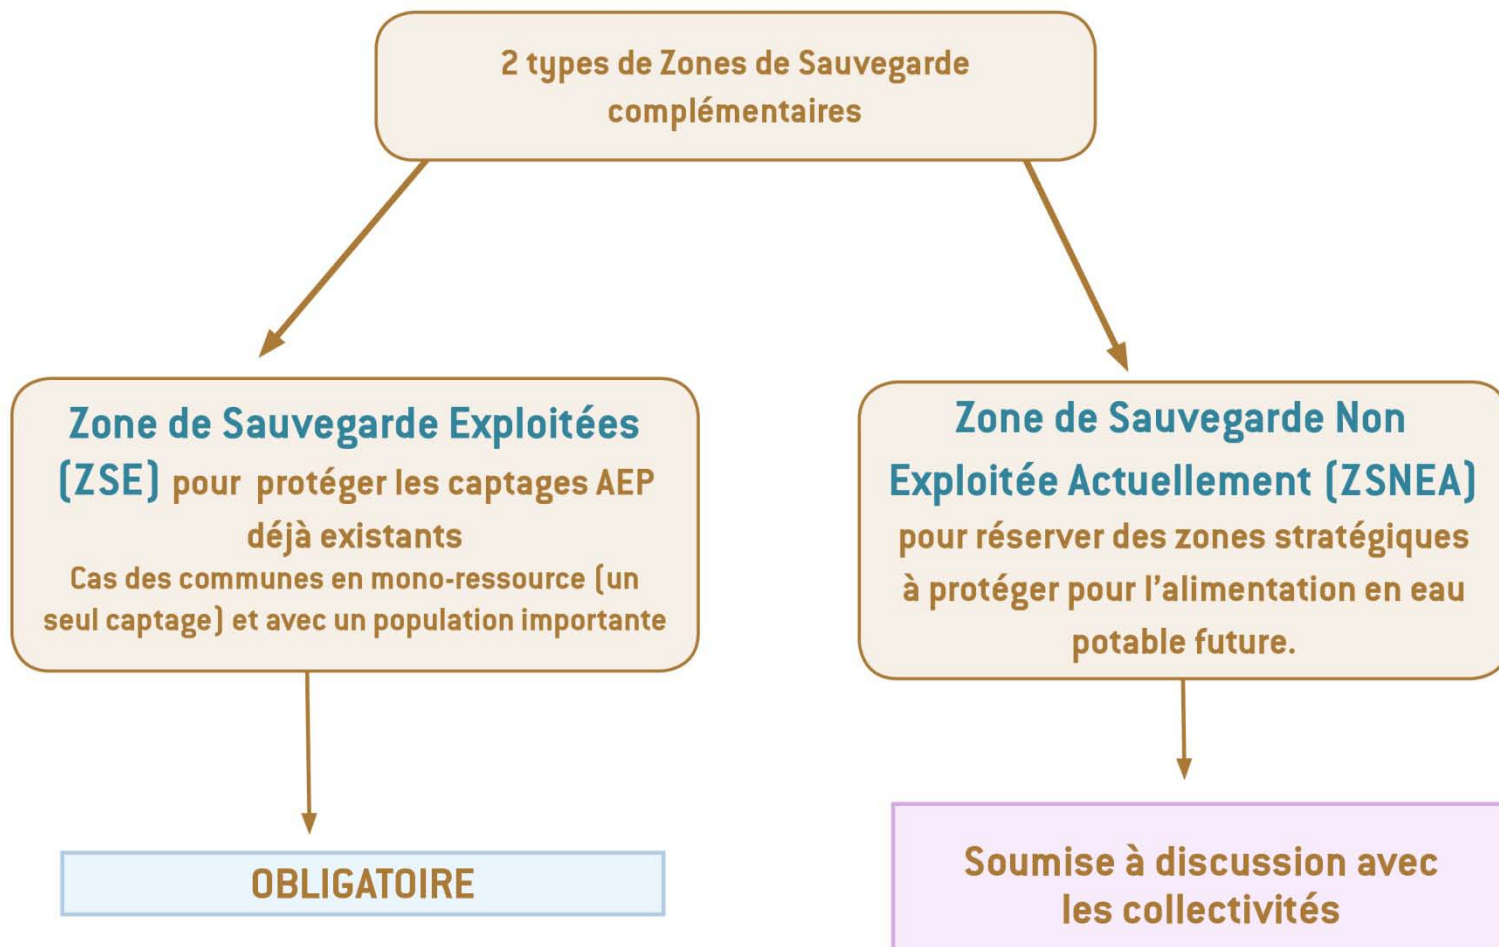 2 types de Zones de Sauvegarde
complémentaires
Zone de Sauvegarde Exploitées
(ZSE) pour protéger les captages AEP
déjà existants
Cas des communes en mono-ressource (un
seul captage) et avec un population importante
OBLIGATOIRE
Zone de Sauvegarde Non
Exploitée Actuellement (ZSNEA)
pour réserver des zones stratégiques
à protéger pour l'alimentation en eau
potable future.
Soumise à discussion avec
les collectivités